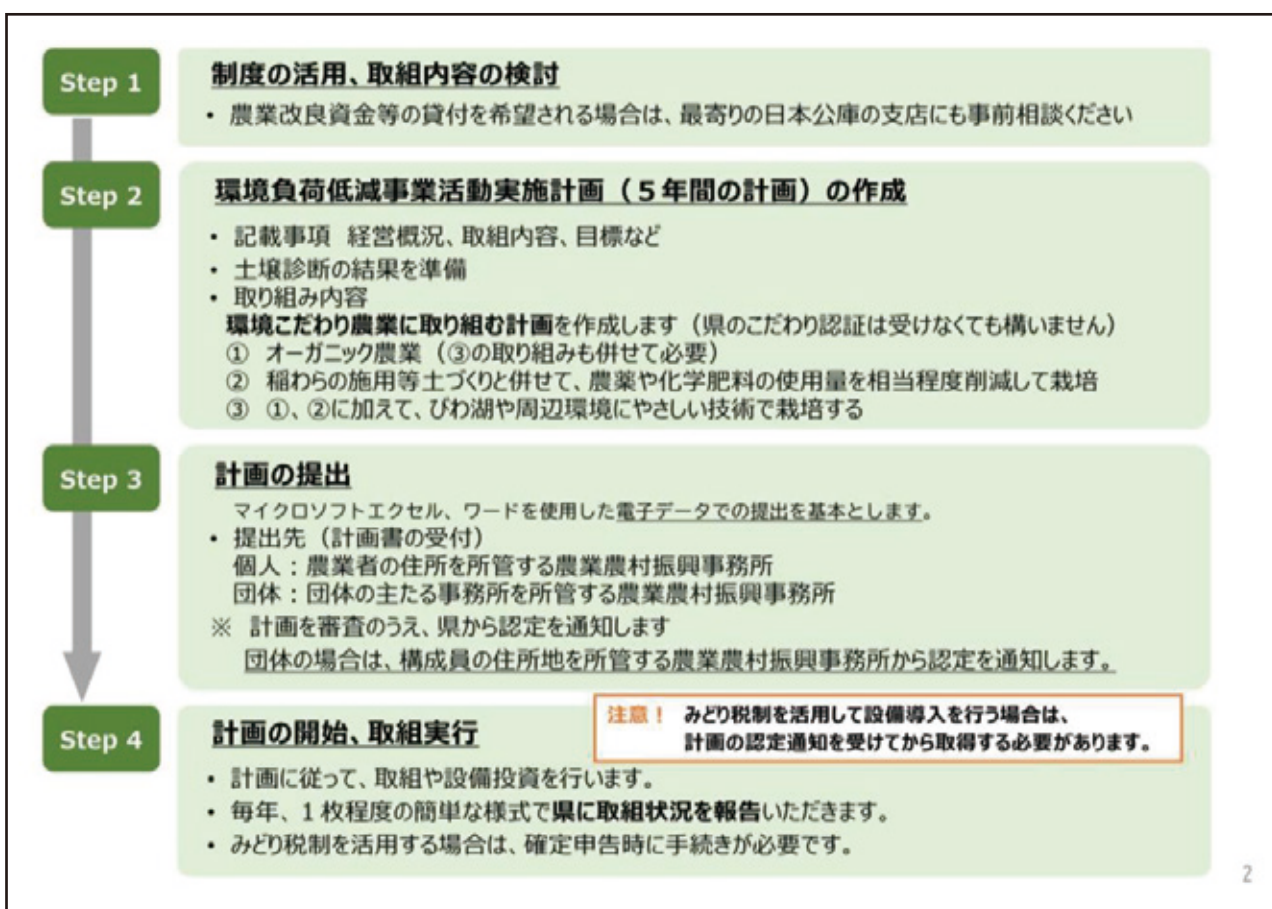 Step 1
制度の活用、取組内容の検討
・ 農業改良資金等の貸付を希望される場合は、最寄りの日本公庫の支店にも事前相談ください
Step 2
環境負荷低減事業活動実施計画（５年間の計画）の作成
・ 記載事項 経営概況、取組内容、目標など
・ 土壌診断の結果を準備
・ 取り組み内容
環境こだわり農業に取り組む計画を作成します（県のこだわり認証は受けなくても構いません）
① オーガニック農業（③の取り組みも併せて必要）
② 稲わらの施用等土づくりと併せて、農薬や化学肥料の使用量を相当程度削減して栽培
③ ①、②に加えて、びわ湖や周辺環境にやさしい技術で栽培する
Step 3
計画の提出
マイクロソフトエクセル、ワードを使用した電子データでの提出を基本とします。
・ 提出先（計画書の受付）
個人：農業者の住所を所管する農業農村振興事務所
団体：団体の主たる事務所を所管する農業農村振興事務所
※ 計画を審査のうえ、県から認定を通知します
団体の場合は、構成員の住所地を所管する農業農村振興事務所から認定を通知します。
Step 4
計画の開始、取組実行
注意！ みどり税制を活用して設備導入を行う場合は、
計画の認定通知を受けてから取得する必要があります。
・ 計画に従って、取組や設備投資を行います。
・ 毎年、１枚程度の簡単な様式で県に取組状況を報告いただきます。
・ みどり税制を活用する場合は、確定申告時に手続きが必要です。
2